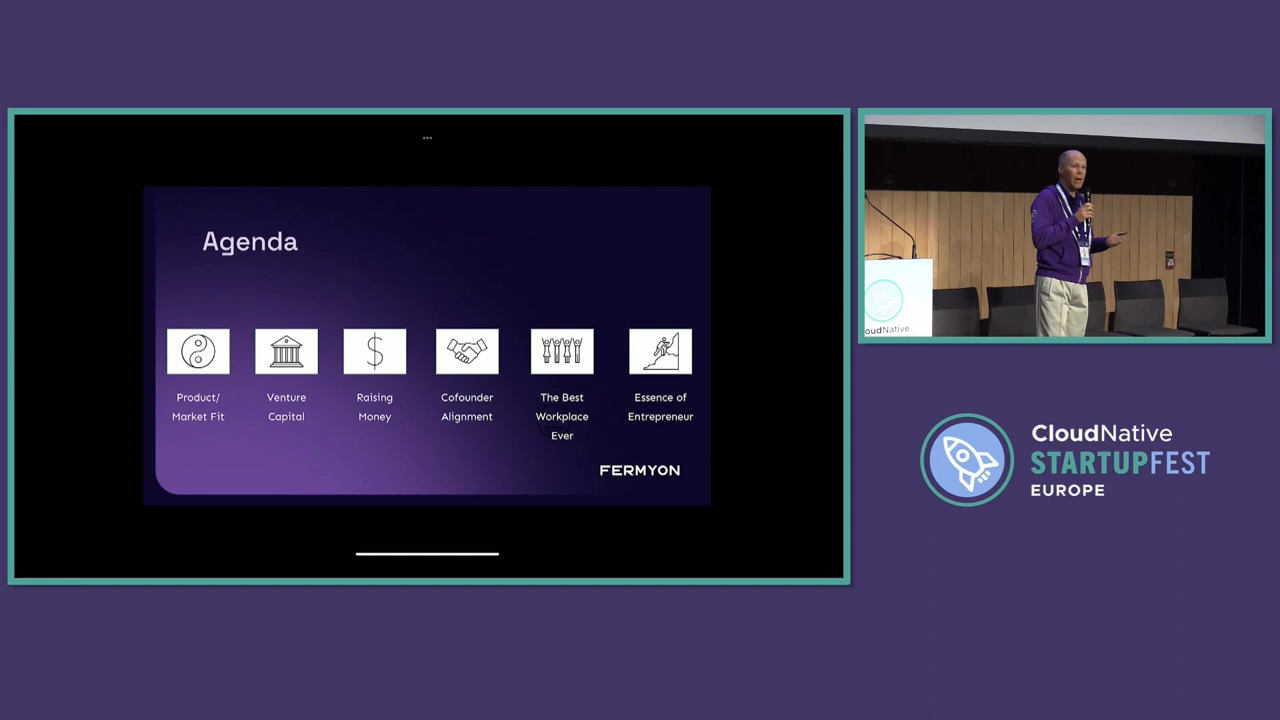 Agenda
Product/
Market Fit
Venture
Capital
Raising
Money
Cofounder
Alignment
The Best
Workplace
Ever
Essence of
Entrepreneur
FERMYON
oudNative
CloudNative
STARTUPFEST
EUROPE